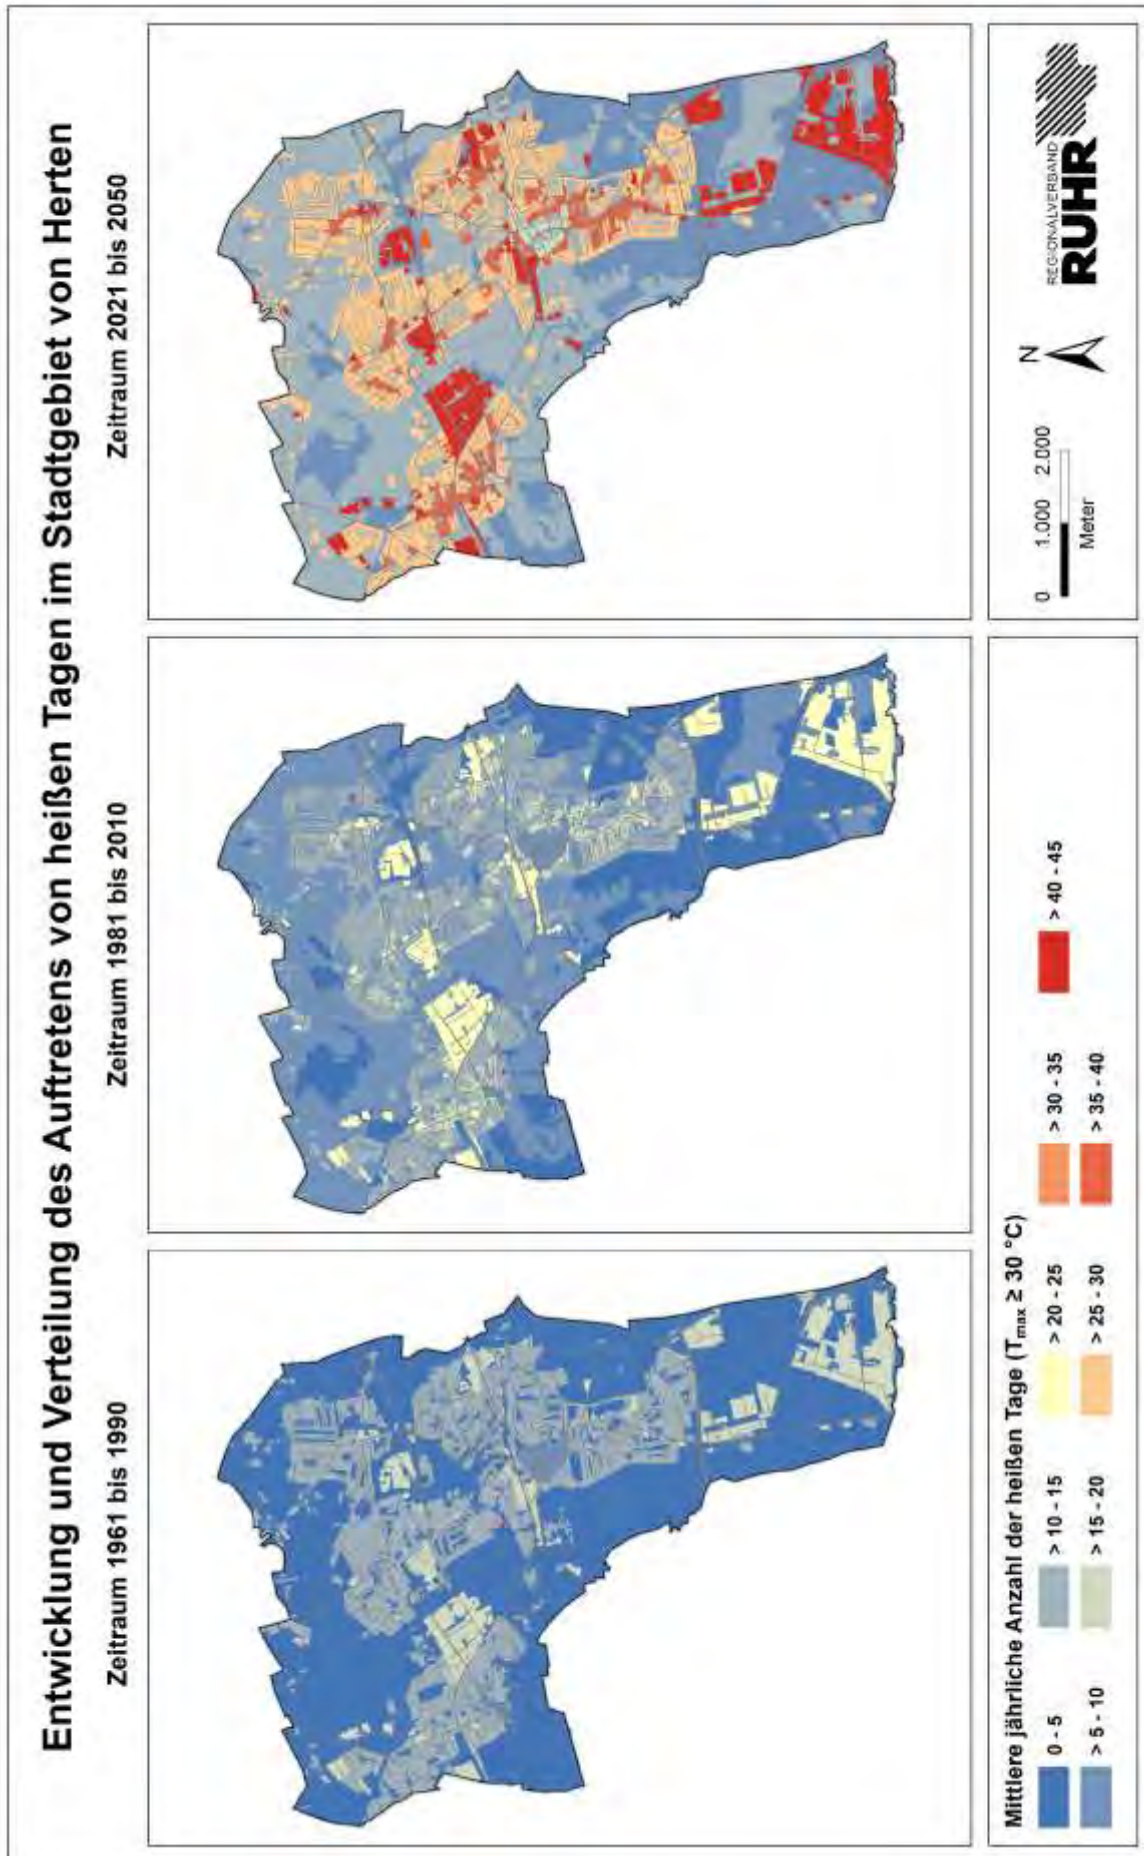 Entwicklung und Verteilung des Auftretens von heißen Tagen im Stadtgebiet von Herten
Zeitraum 1961 bis 1990
Zeitraum 1981 bis 2010
Zeitraum 2021 bis 2050
Mittlere jährliche Anzahl der heißen Tage (Tmax ≥ 30 °C)
0 - 5
> 10 - 15
> 20 - 25
> 30 - 35
> 40 - 45
> 5 - 10
> 15 - 20
> 25 - 30
> 35 - 40
0 1.000 2.000
Meter
N
REGIONALVERBAND
RUHR